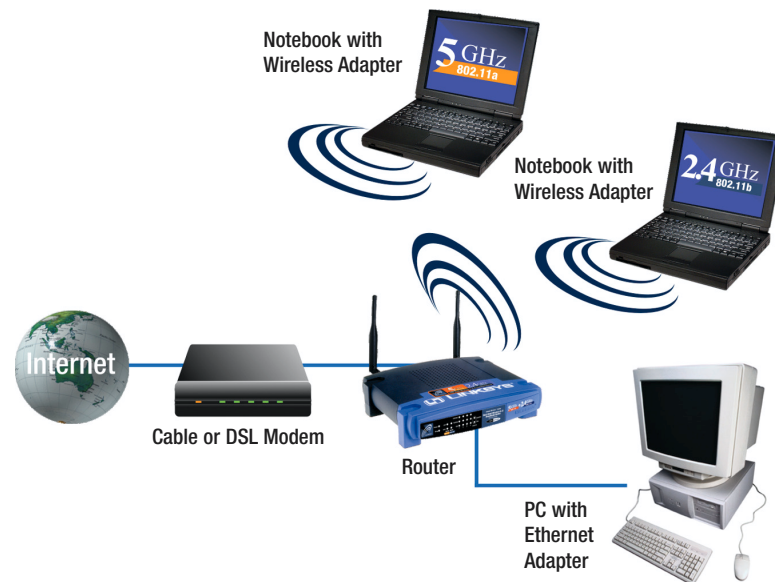 Notebook with
Wireless Adapter
5 GHz
802.11a
Notebook with
Wireless Adapter
2.4 GHz
802.11b
Internet
Cable or DSL Modem
LINKSYS
Router
PC with
Ethernet
Adapter